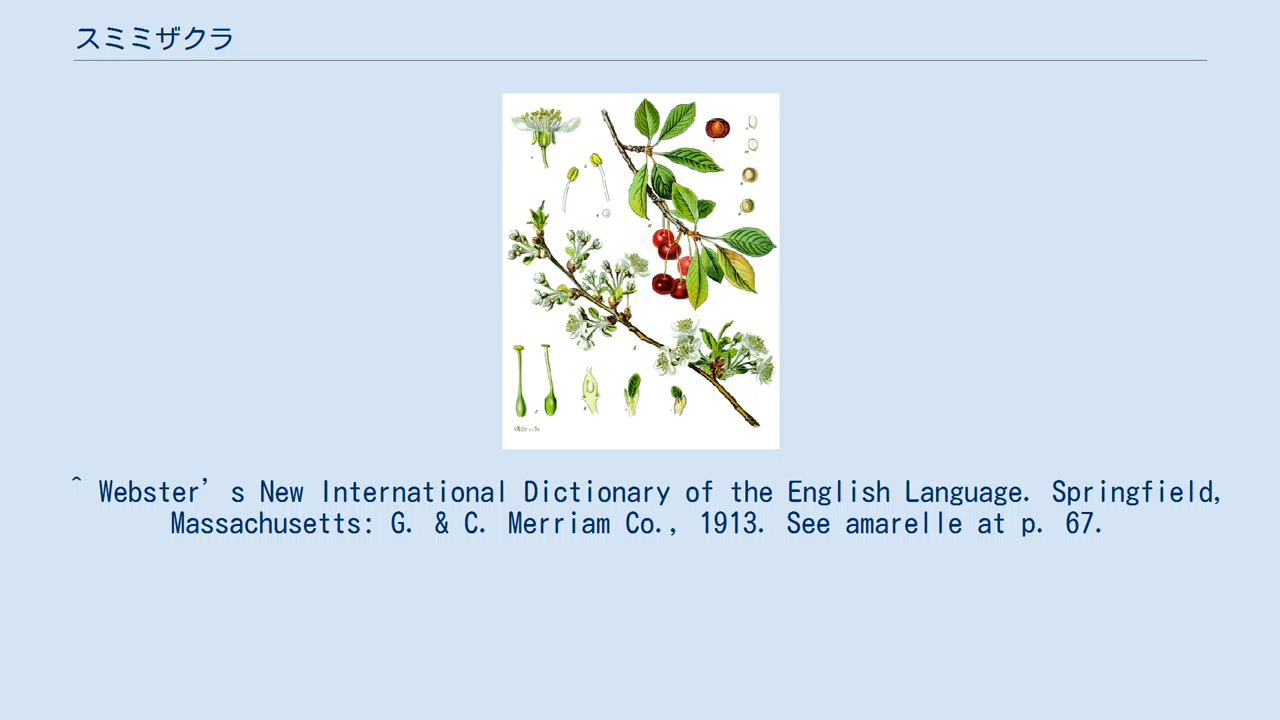 スミミザクラ
^ Webster’s New International Dictionary of the English Language. Springfield,
Massachusetts: G. & C. Merriam Co., 1913. See amarelle at p. 67.